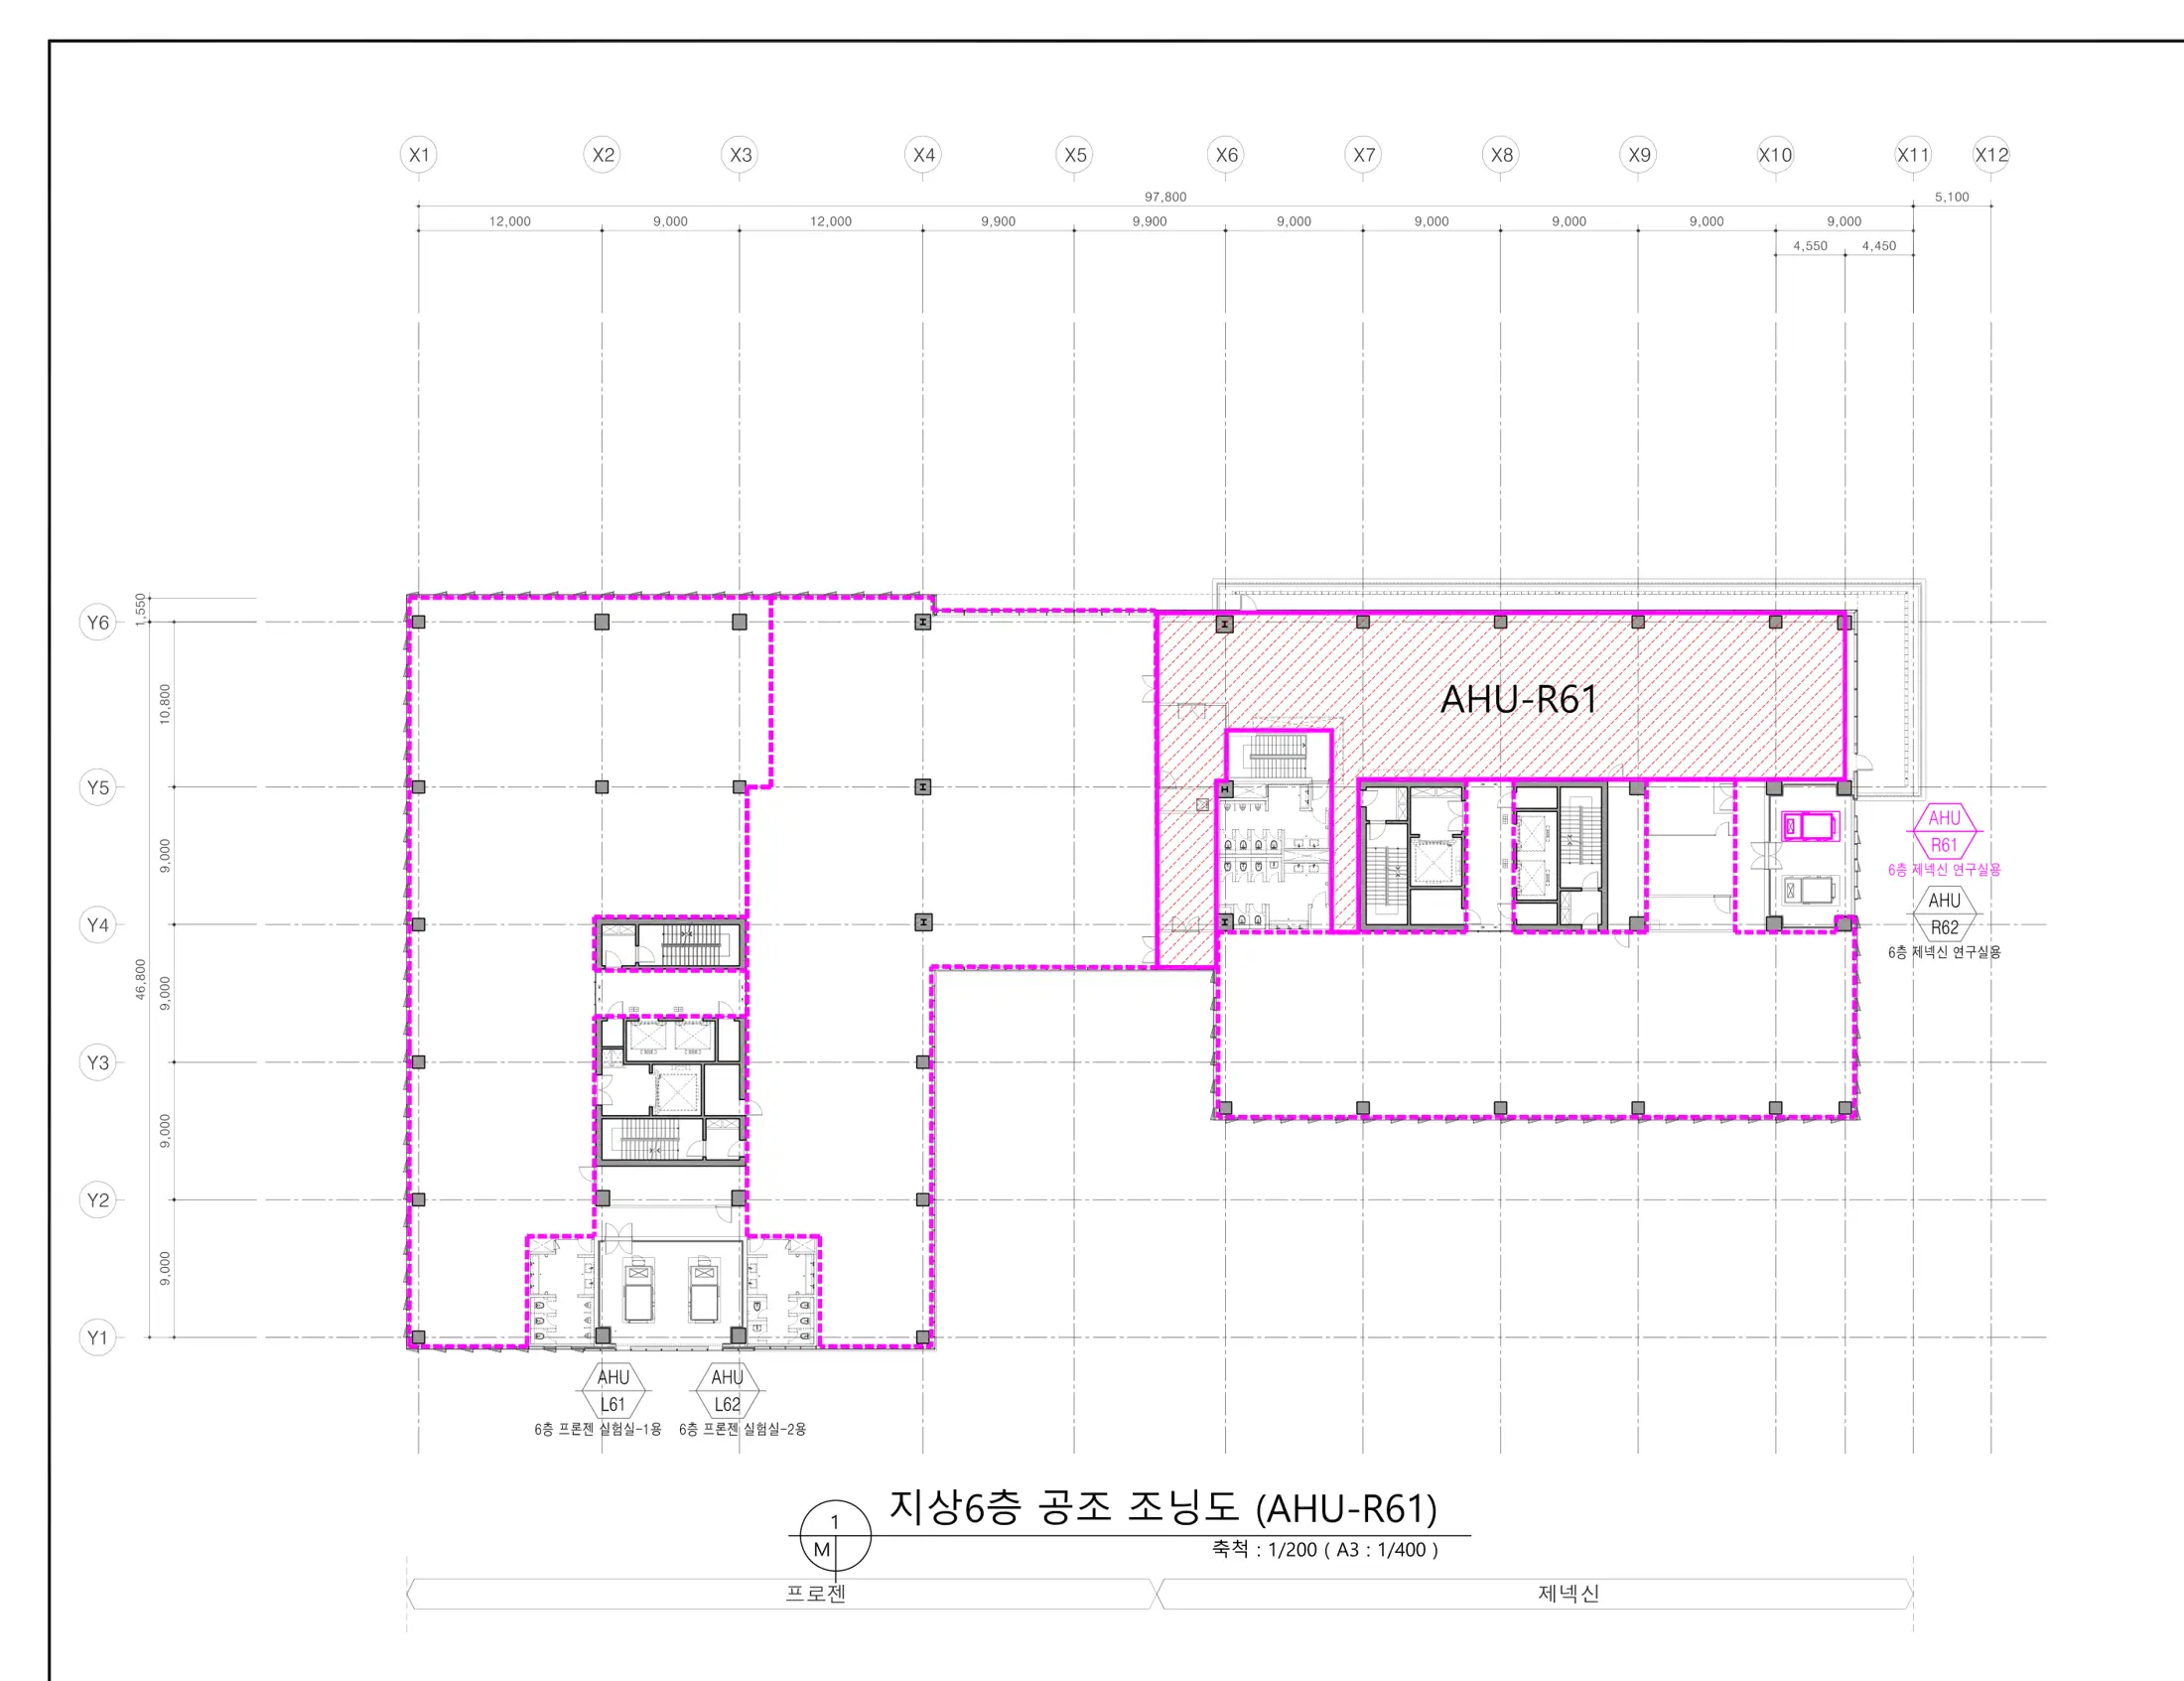 X1 X2 X3 X4 X5 X6 X7 X8 X9 X10 X11 X12
97,800 5,100
12,000 9,000 12,000 9,900 9,900 9,000 9,000 9,000 9,000 9,000
4,550 4,450
1,550
Y6
10,800
AHU-R61
Y5
9,000
AHU
R61
6층 제넥신 연구실용
AHU
R62
6층 제넥신 연구실용
Y4
46,800
9,000
Y3
9,000
Y2
9,000
Y1
AHU
L61
6층 프론젠 실험실-1용
AHU
L62
6층 프론젠 실험실-2용
1
M
지상6층 공조 조닝도 (AHU-R61)
축척 : 1/200 ( A3 : 1/400 )
프로젠 제넥신